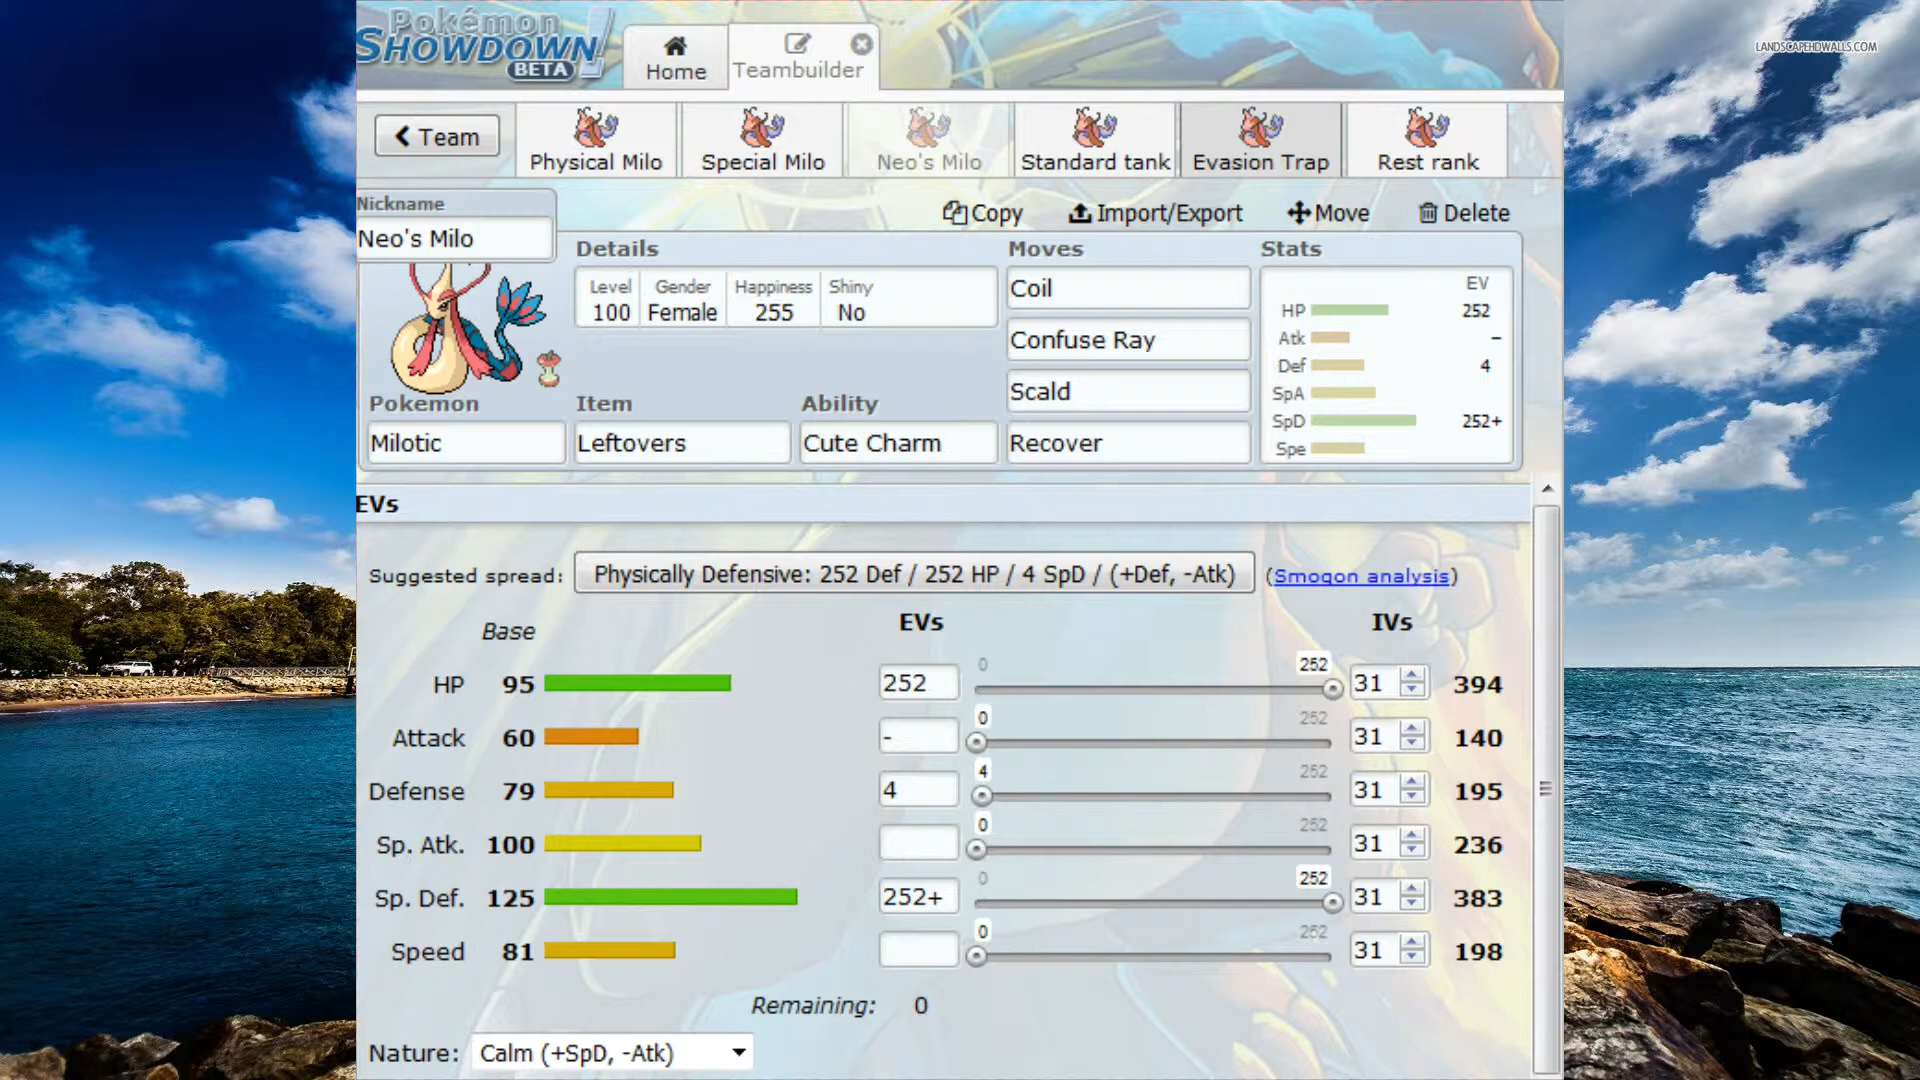 LANDSCAPEHDWALLS.COM
Pokémon
SHOWDOWN!
BETA
Home
Teambuilder
Team
Physical Milo
Special Milo
Neo's Milo
Standard tank
Evasion Trap
Rest rank
Nickname
Neo's Milo
Copy
Import/Export
Move
Delete
Details
Level Gender Happiness Shiny
100 Female 255 No
Pokemon
Milotic
Item
Leftovers
Ability
Cute Charm
Moves
Coil
Confuse Ray
Scald
Recover
Stats
EV
HP 252
Atk –
Def 4
SpA
SpD 252+
Spe
EVs
Suggested spread: Physically Defensive: 252 Def / 252 HP / 4 SpD / (+Def, -Atk) (Smogon analysis)
Base EVs IVs
0 252
HP 95 252 31 394
0 252
Attack 60 - 31 140
4 252
Defense 79 4 31 195
0 252
Sp. Atk. 100 31 236
0 252
Sp. Def. 125 252+ 31 383
0 252
Speed 81 31 198
Remaining: 0
Nature: Calm (+SpD, -Atk)